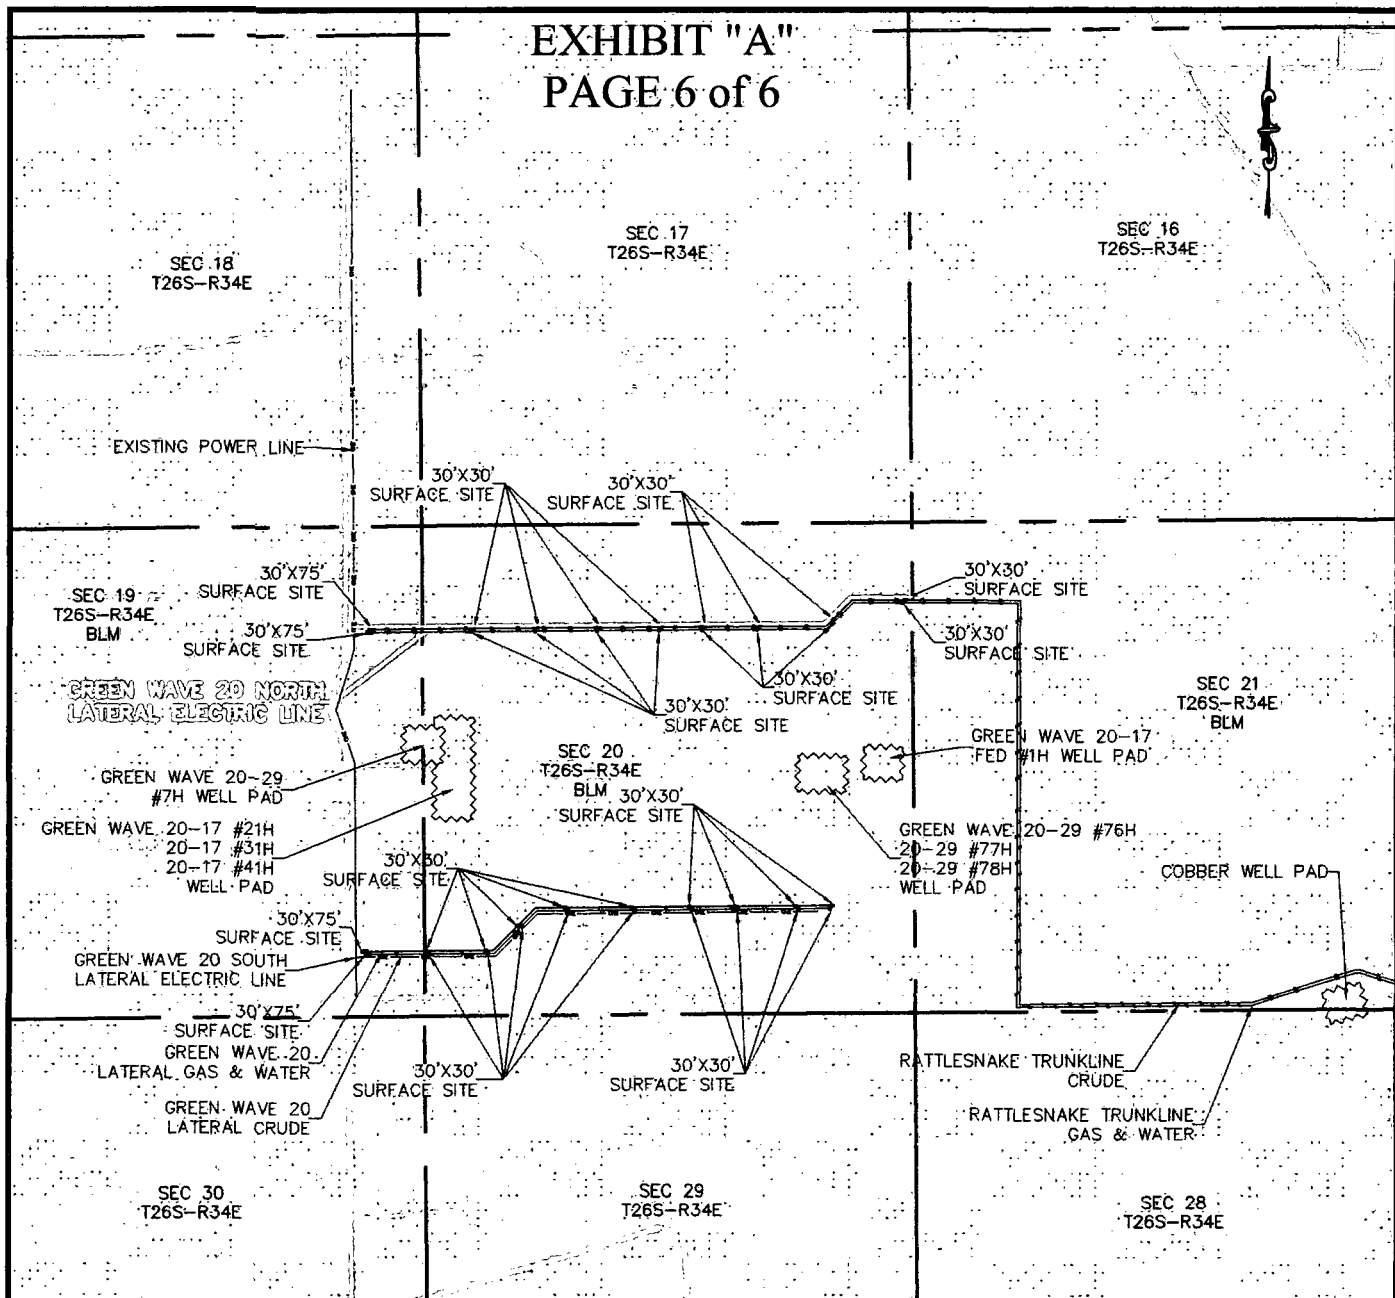 EXHIBIT "A"
PAGE 6 of 6
SEC 18
T26S-R34E
SEC 17
T26S-R34E
SEC 16
T26S-R34E
EXISTING POWER LINE
30'X30'
SURFACE SITE
30'X30'
SURFACE SITE
SEC 19
T26S-R34E
BLM
30'X75'
SURFACE SITE
30'X75'
SURFACE SITE
30'X30'
SURFACE SITE
30'X30'
SURFACE SITE
GREEN WAVE 20 NORTH
LATERAL ELECTRIC LINE
30'X30'
SURFACE SITE
30'X30'
SURFACE SITE
SEC 21
T26S-R34E
BLM
GREEN WAVE 20-29
#7H WELL PAD
SEC 20
T26S-R34E
BLM
GREEN WAVE 20-17
FED #1H WELL PAD
GREEN WAVE 20-17 #21H
20-17 #31H
20-17 #41H
WELL PAD
30'X30'
SURFACE SITE
30'X30'
SURFACE SITE
GREEN WAVE 20-29 #76H
20-29 #77H
20-29 #78H
WELL PAD
COBBER WELL PAD
30'X75'
SURFACE SITE
GREEN WAVE 20 SOUTH
LATERAL ELECTRIC LINE
30'X75'
SURFACE SITE
GREEN WAVE 20
LATERAL GAS & WATER
GREEN WAVE 20
LATERAL CRUDE
30'X30'
SURFACE SITE
30'X30'
SURFACE SITE
RATTLESNAKE TRUNKLINE
CRUDE
RATTLESNAKE TRUNKLINE
GAS & WATER
SEC 30
T26S-R34E
SEC 29
T26S-R34E
SEC 28
T26S-R34E